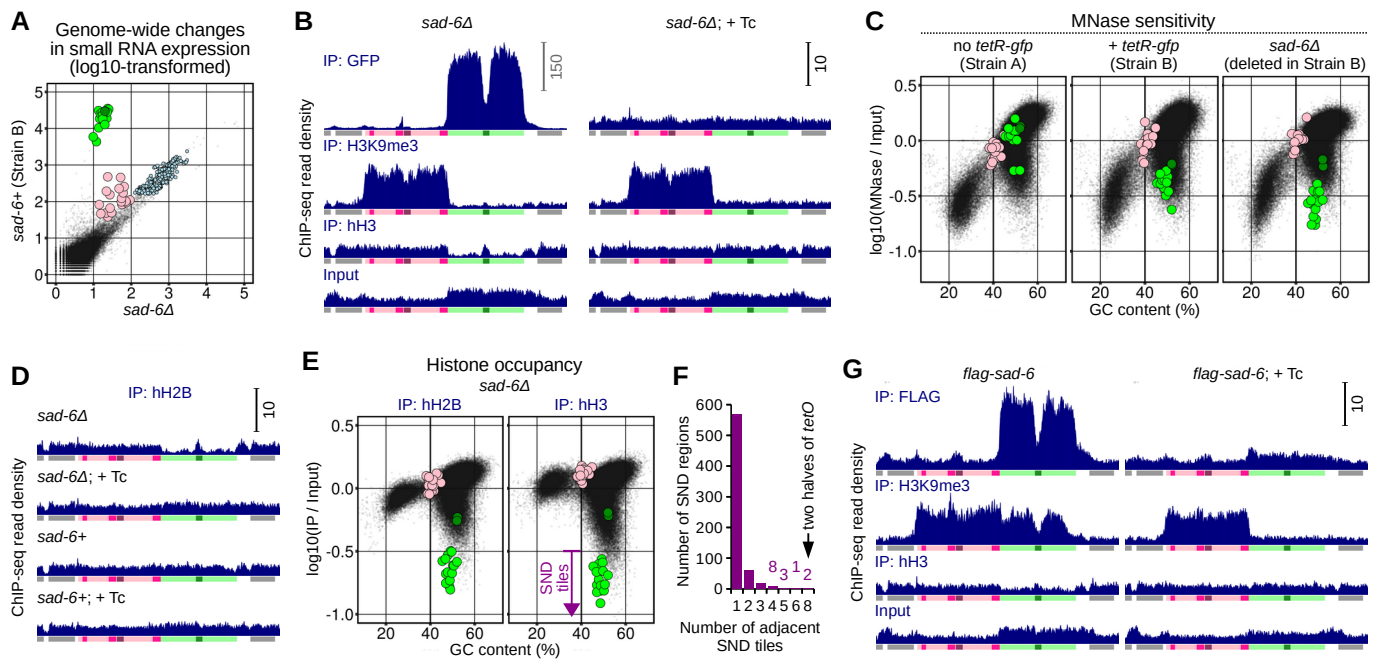 A
Genome-wide changes
in small RNA expression
(log10-transformed)
sad-6+ (Strain B)
5
4
3
2
1
0
0 1 2 3 4 5
sad-6Δ
B
sad-6Δ
sad-6Δ; + Tc
ChIP-seq read density
IP: GFP
150
10
IP: H3K9me3
IP: hH3
Input
C
MNase sensitivity
no tetR-gfp
(Strain A)
+ tetR-gfp
(Strain B)
sad-6Δ
(deleted in Strain B)
log10(MNase / Input)
0.5
0.0
-0.5
-1.0
20 40 60
20 40 60
20 40 60
GC content (%)
D
IP: hH2B
10
ChIP-seq read density
sad-6Δ
sad-6Δ; + Tc
sad-6+
sad-6+; + Tc
E
Histone occupancy
sad-6Δ
IP: hH2B
IP: hH3
log10(IP / Input)
0.5
0.0
-0.5
-1.0
SND
tiles
20 40 60
20 40 60
GC content (%)
F
Number of SND regions
600
500
400
300
200
100
0
8
3
1
2
two halves of tetO
1 2 3 4 5 6 8
Number of adjacent
SND tiles
G
flag-sad-6
flag-sad-6; + Tc
ChIP-seq read density
IP: FLAG
10
IP: H3K9me3
IP: hH3
Input